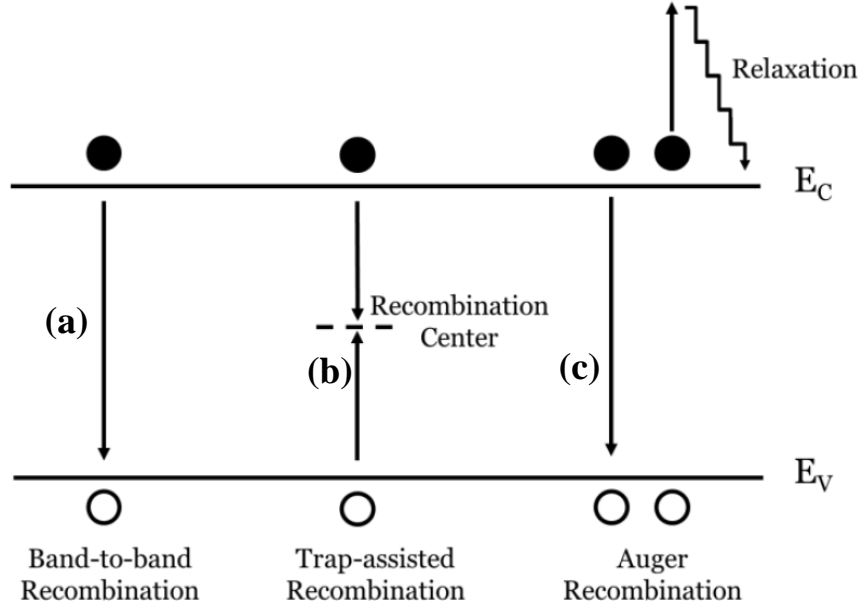 Relaxation
E_C
Recombination
Center
(a)
(b)
(c)
E_V
Band-to-band
Recombination
Trap-assisted
Recombination
Auger
Recombination